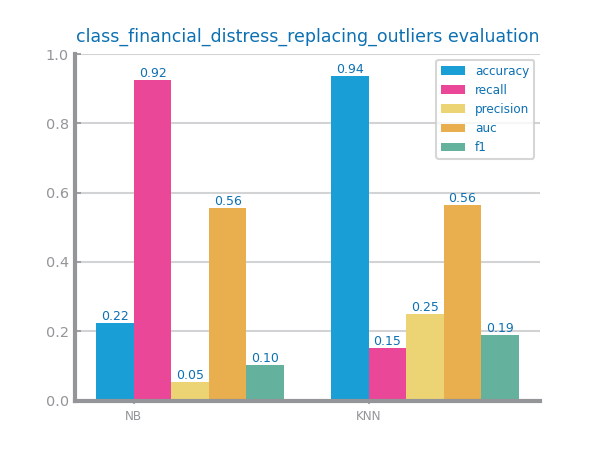 class_financial_distress_replacing_outliers evaluation
1.0
0.8
0.6
0.4
0.2
0.0
0.22
0.92
0.05
0.56
0.10
0.94
0.15
0.25
0.56
0.19
accuracy
recall
precision
auc
f1
NB
KNN